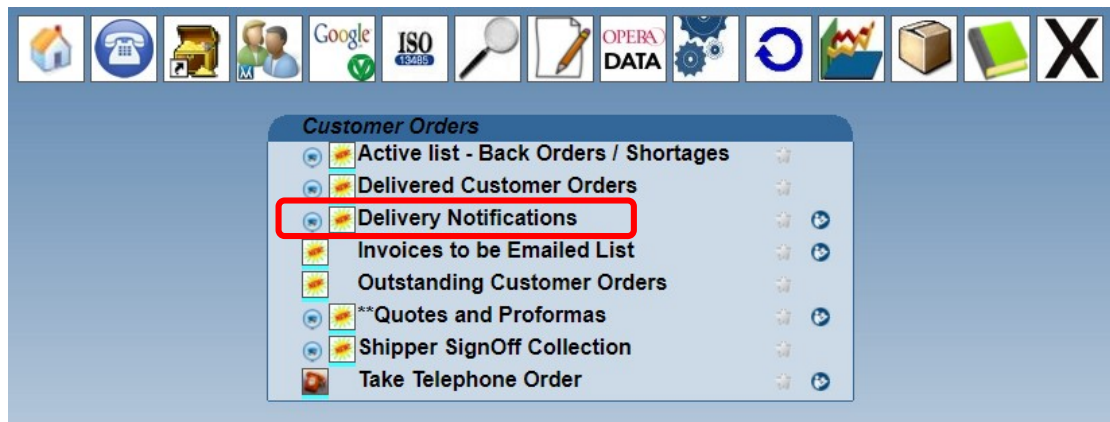 Google
ISO
13485
OPERA
DATA
X
M
Customer Orders
Active list - Back Orders / Shortages
Delivered Customer Orders
Delivery Notifications
Invoices to be Emailed List
Outstanding Customer Orders
**Quotes and Proformas
Shipper SignOff Collection
Take Telephone Order